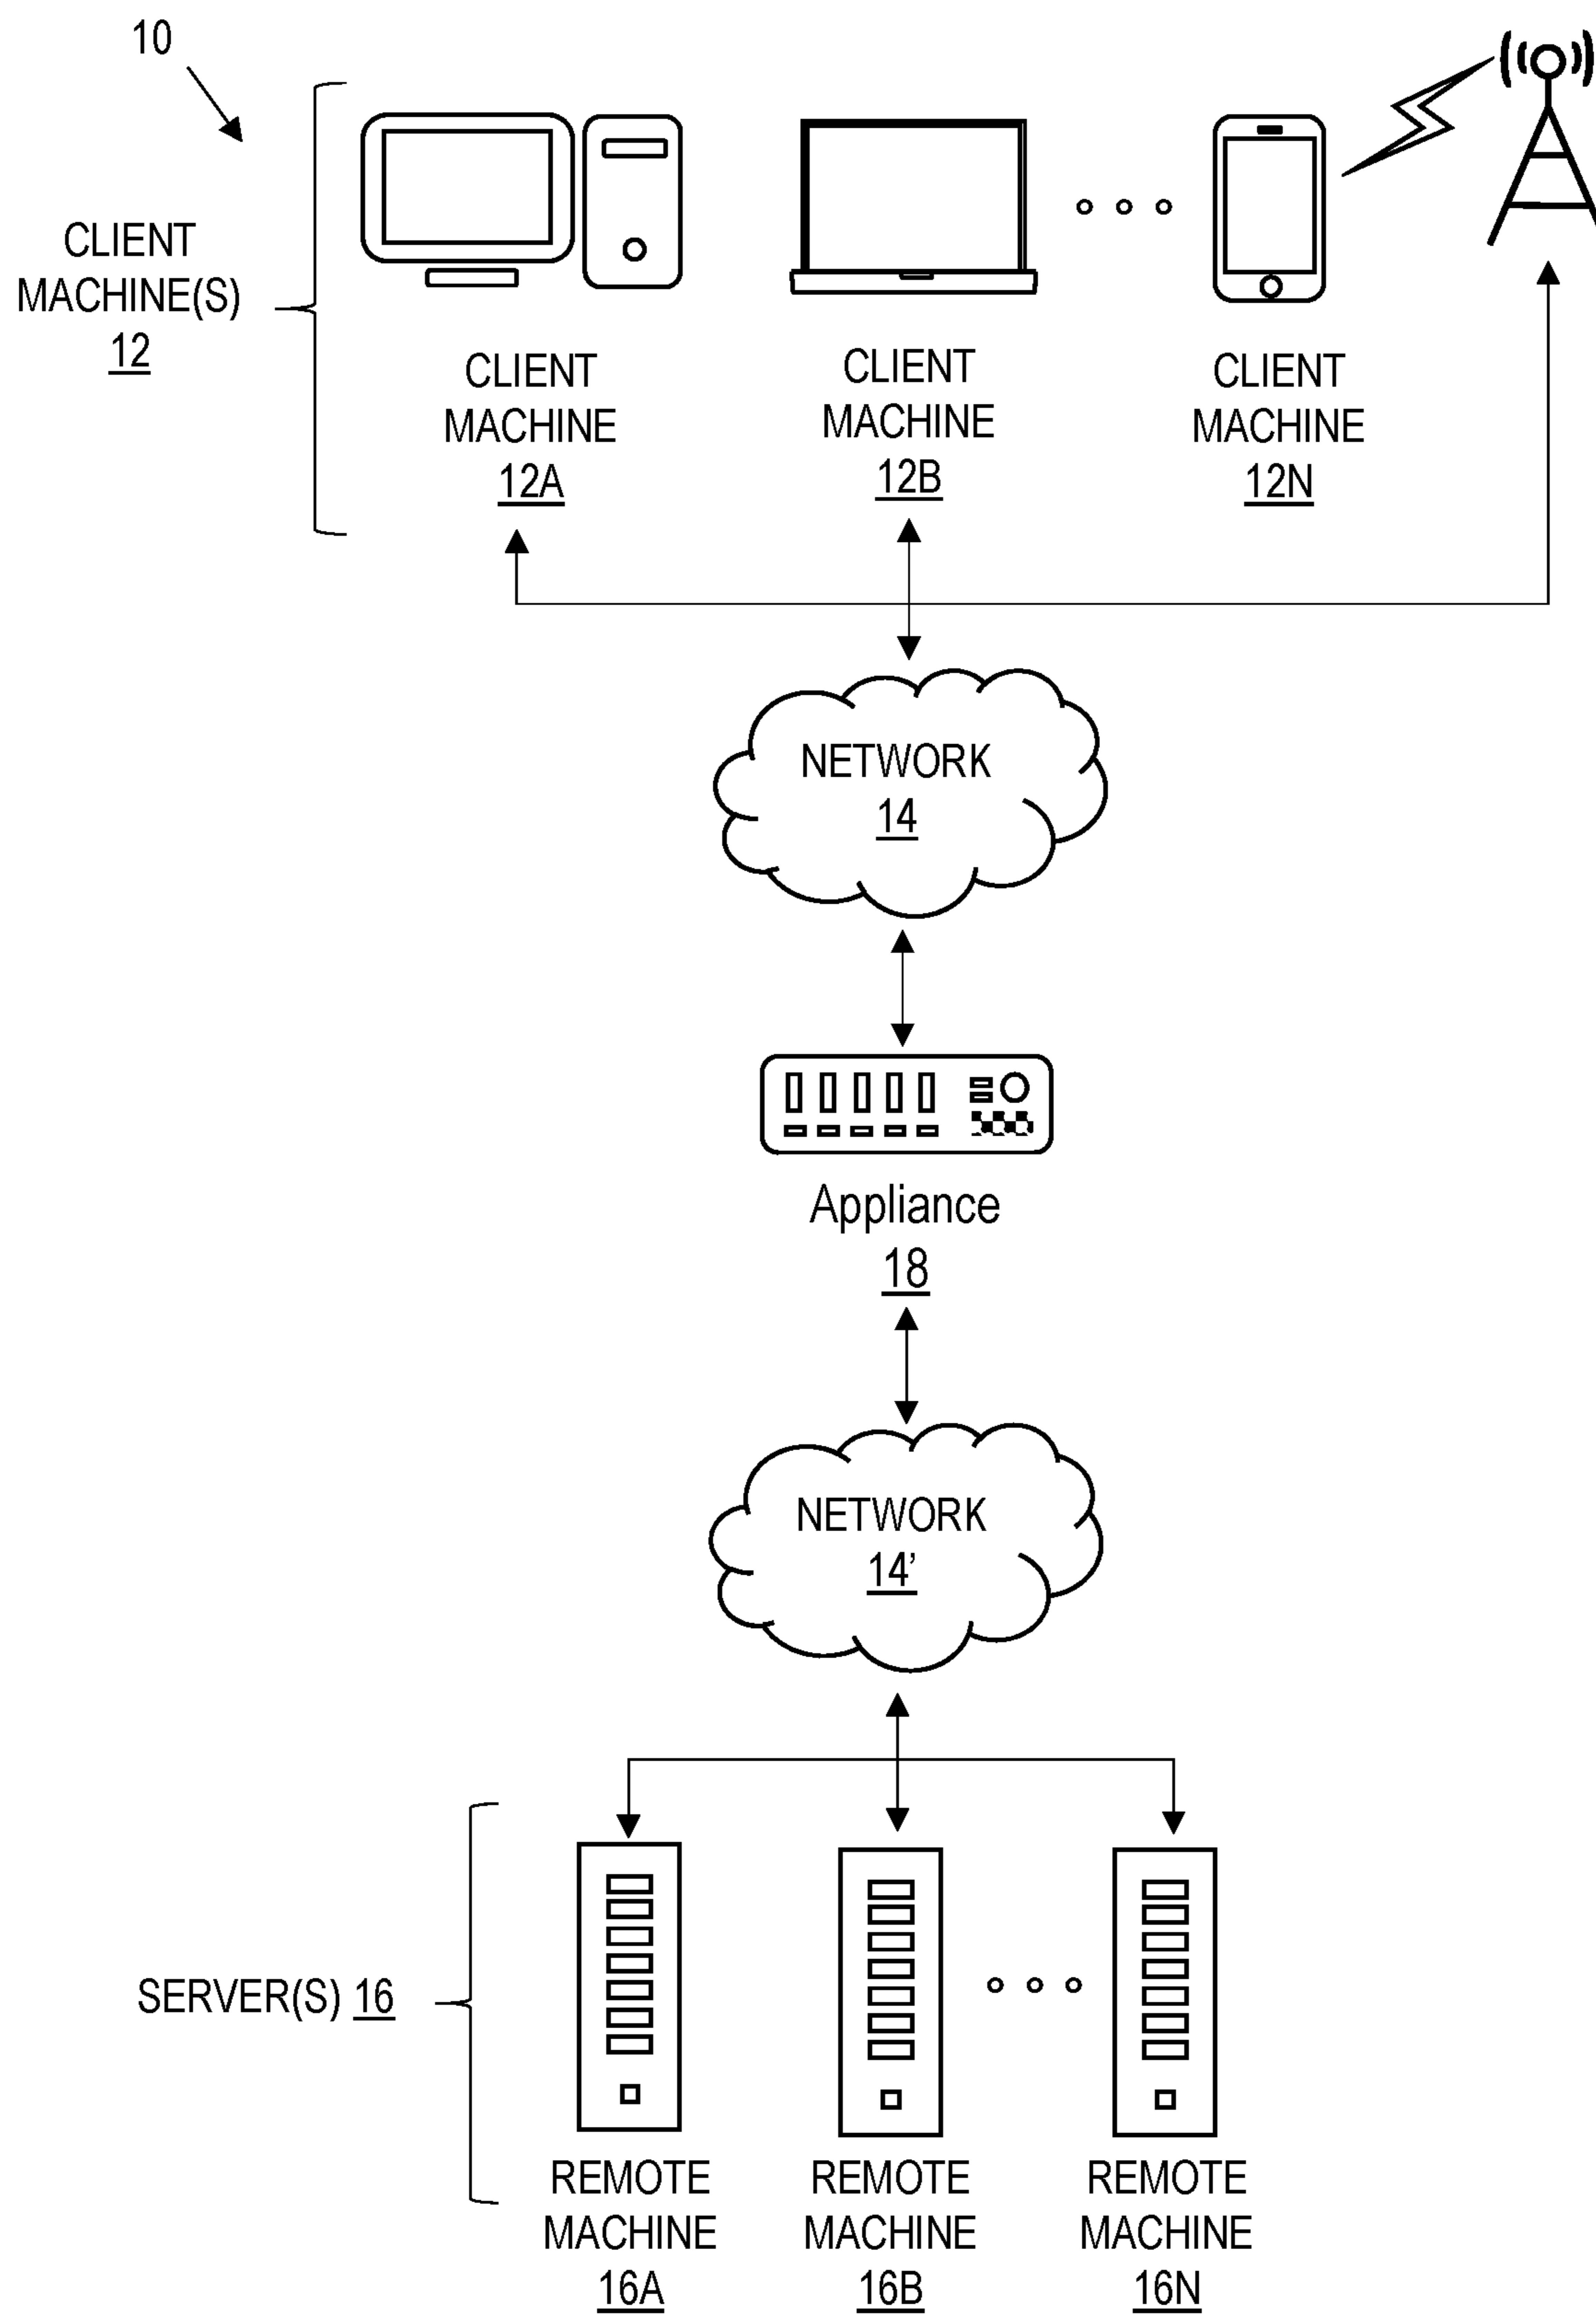 10
CLIENT
MACHINE(S)
12
CLIENT
MACHINE
12A
CLIENT
MACHINE
12B
CLIENT
MACHINE
12N
NETWORK
14
Appliance
18
NETWORK
14’
SERVER(S) 16
REMOTE
MACHINE
16A
REMOTE
MACHINE
16B
REMOTE
MACHINE
16N